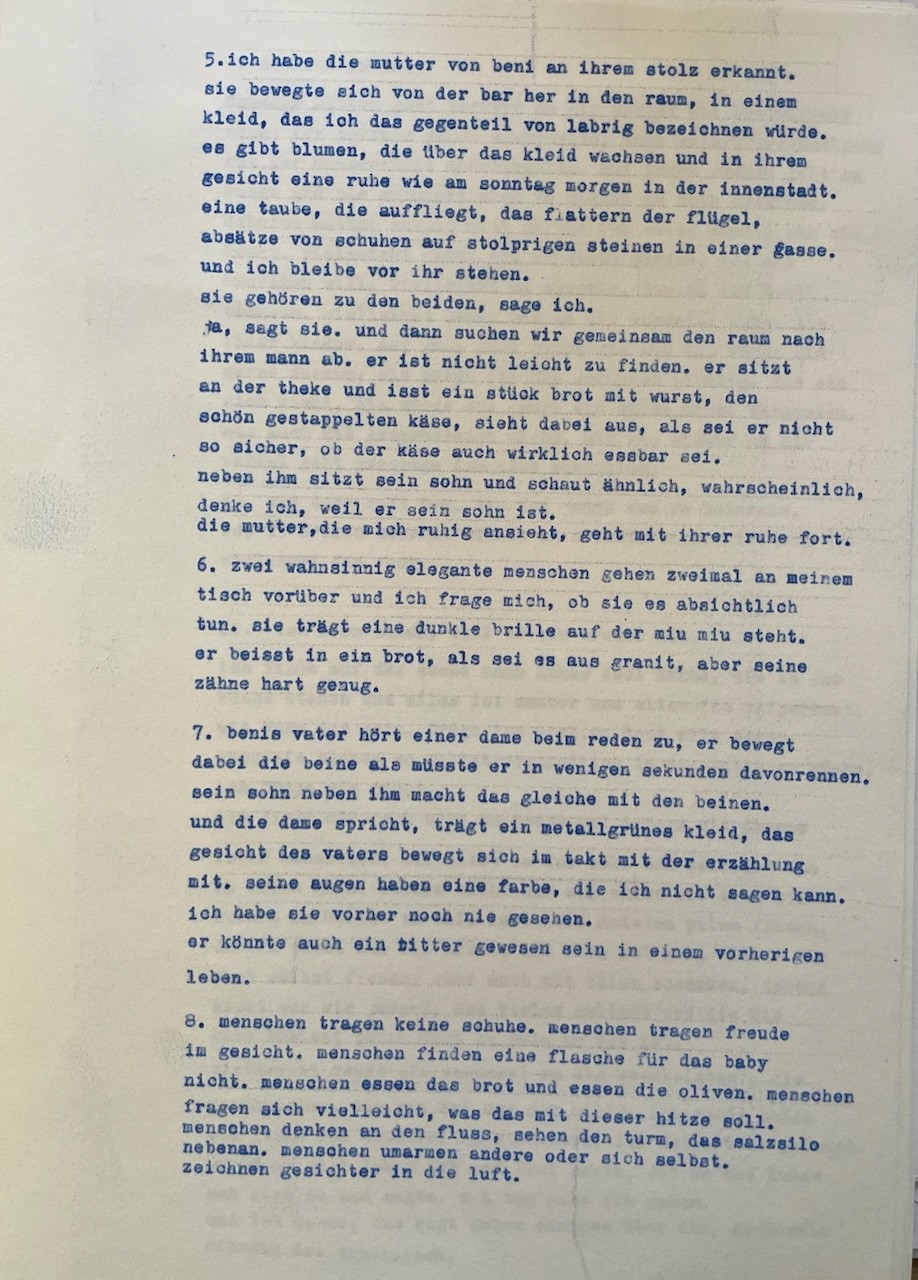 5.ich habe die mutter von beni an ihrem stolz erkannt.
sie bewegte sich von der bar her in den raum, in einem
kleid, das ich das gegenteil von labrig bezeichnen würde.
es gibt blumen, die über das kleid wachsen und in ihrem
gesicht eine ruhe wie am sonntag morgen in der innenstadt.
eine taube, die auffliegt, das flattern der flügel,
absätze von schuhen auf stolprigen steinen in einer gasse.
und ich bleibe vor ihr stehen.
sie gehören zu den beiden, sage ich.
ja, sagt sie. und dann suchen wir gemeinsam den raum nach
ihrem mann ab. er ist nicht leicht zu finden. er sitzt
an der theke und isst ein stück brot mit wurst, den
schön gestappelten käse, sieht dabei aus, als sei er nicht
so sicher, ob der käse auch wirklich essbar sei.
neben ihm sitzt sein sohn und schaut ähnlich, wahrscheinlich,
denke ich, weil er sein sohn ist.
die mutter,die mich ruhig ansieht, geht mit ihrer ruhe fort.
6. zwei wahnsinnig elegante menschen gehen zweimal an meinem
tisch vorüber und ich frage mich, ob sie es absichtlich
tun. sie trägt eine dunkle brille auf der miu miu steht.
er beisst in ein brot, als sei es aus granit, aber seine
zähne hart genug.
7. benis vater hört einer dame beim reden zu, er bewegt
dabei die beine als müsste er in wenigen sekunden davonrennen.
sein sohn neben ihm macht das gleiche mit den beinen.
und die dame spricht, trägt ein metallgrünes kleid, das
gesicht des vaters bewegt sich im takt mit der erzählung
mit. seine augen haben eine farbe, die ich nicht sagen kann.
ich habe sie vorher noch nie gesehen.
er könnte auch ein ritter gewesen sein in einem vorherigen
leben.
8. menschen tragen keine schuhe. menschen tragen freude
im gesicht. menschen finden eine flasche für das baby
nicht. menschen essen das brot und essen die oliven. menschen
fragen sich vielleicht, was das mit dieser hitze soll.
menschen denken an den fluss, sehen den turm, das salzsilo
nebenan. menschen umarmen andere oder sich selbst.
zeichnen gesichter in die luft.